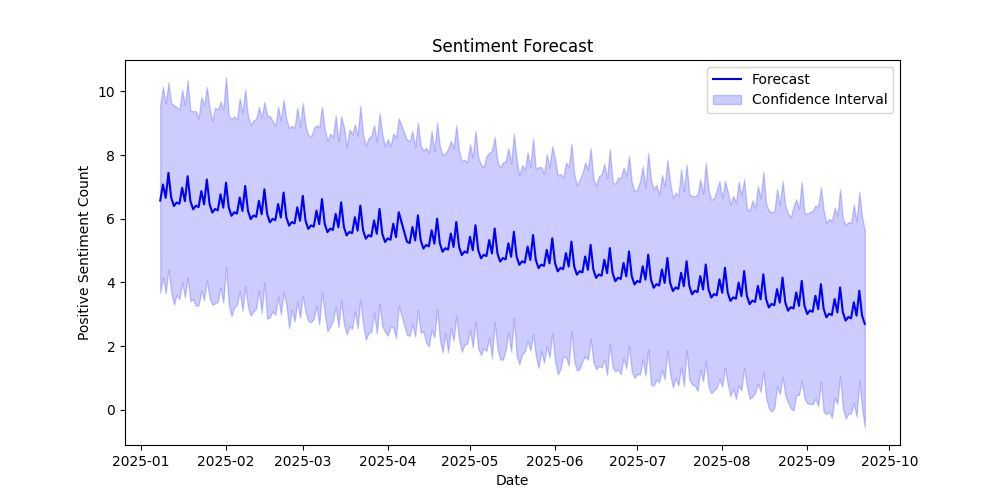 Sentiment Forecast
Forecast
Confidence Interval
Positive Sentiment Count
10
8
6
4
2
0
2025-01 2025-02 2025-03 2025-04 2025-05 2025-06 2025-07 2025-08 2025-09 2025-10
Date